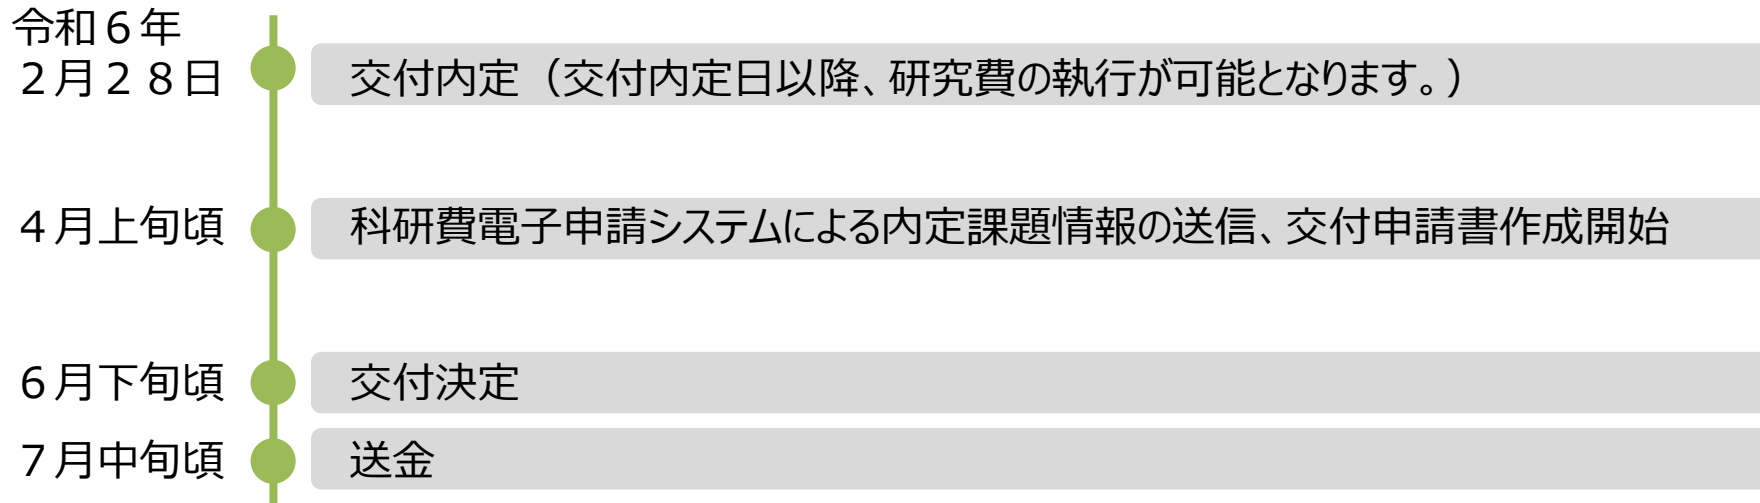 令和６年
２月２８日
交付内定（交付内定日以降、研究費の執行が可能となります。）
４月上旬頃
科研費電子申請システムによる内定課題情報の送信、交付申請書作成開始
６月下旬頃
交付決定
７月中旬頃
送金